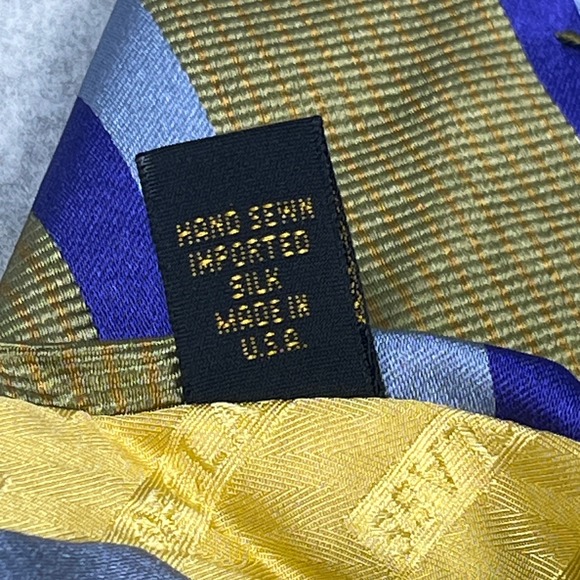 HAND SEWN
IMPORTED
SILK
MADE IN
U.S.A.